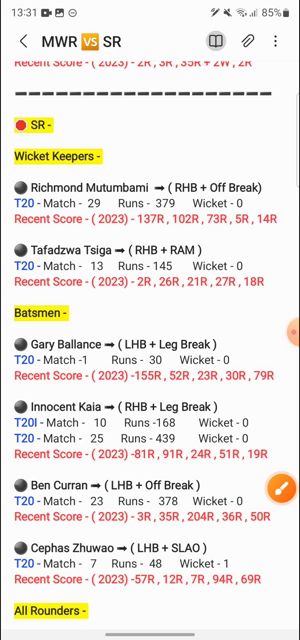 13:31 85%
MWR VS SR
Recent Score - ( 2023) - 2R , 3R , 35R + 2W , 2R
SR -
Wicket Keepers -
Richmond Mutumbami ➞ ( RHB + Off Break)
T20 - Match - 29 Runs - 379 Wicket - 0
Recent Score - ( 2023) - 137R , 102R , 73R , 5R , 14R
Tafadzwa Tsiga ➞ ( RHB + RAM )
T20 - Match - 13 Runs - 145 Wicket - 0
Recent Score - ( 2023) - 2R , 26R , 21R , 27R , 18R
Batsmen -
Gary Ballance ➞ ( LHB + Leg Break )
T20 - Match -1 Runs - 30 Wicket - 0
Recent Score - ( 2023) -155R , 52R , 23R , 30R , 79R
Innocent Kaia ➞ ( RHB + Leg Break )
T20I - Match - 10 Runs -168 Wicket - 0
T20 - Match - 25 Runs - 439 Wicket - 0
Recent Score - ( 2023) -81R , 91R , 24R , 51R , 19R
Ben Curran ➞ ( LHB + Off Break )
T20 - Match - 23 Runs - 378 Wicket - 0
Recent Score - ( 2023) - 3R , 35R , 204R , 36R , 50R
Cephas Zhuwao ➞ ( LHB + SLAO )
T20 - Match - 7 Runs - 48 Wicket - 1
Recent Score - ( 2023) -57R , 12R , 7R , 94R , 69R
All Rounders -